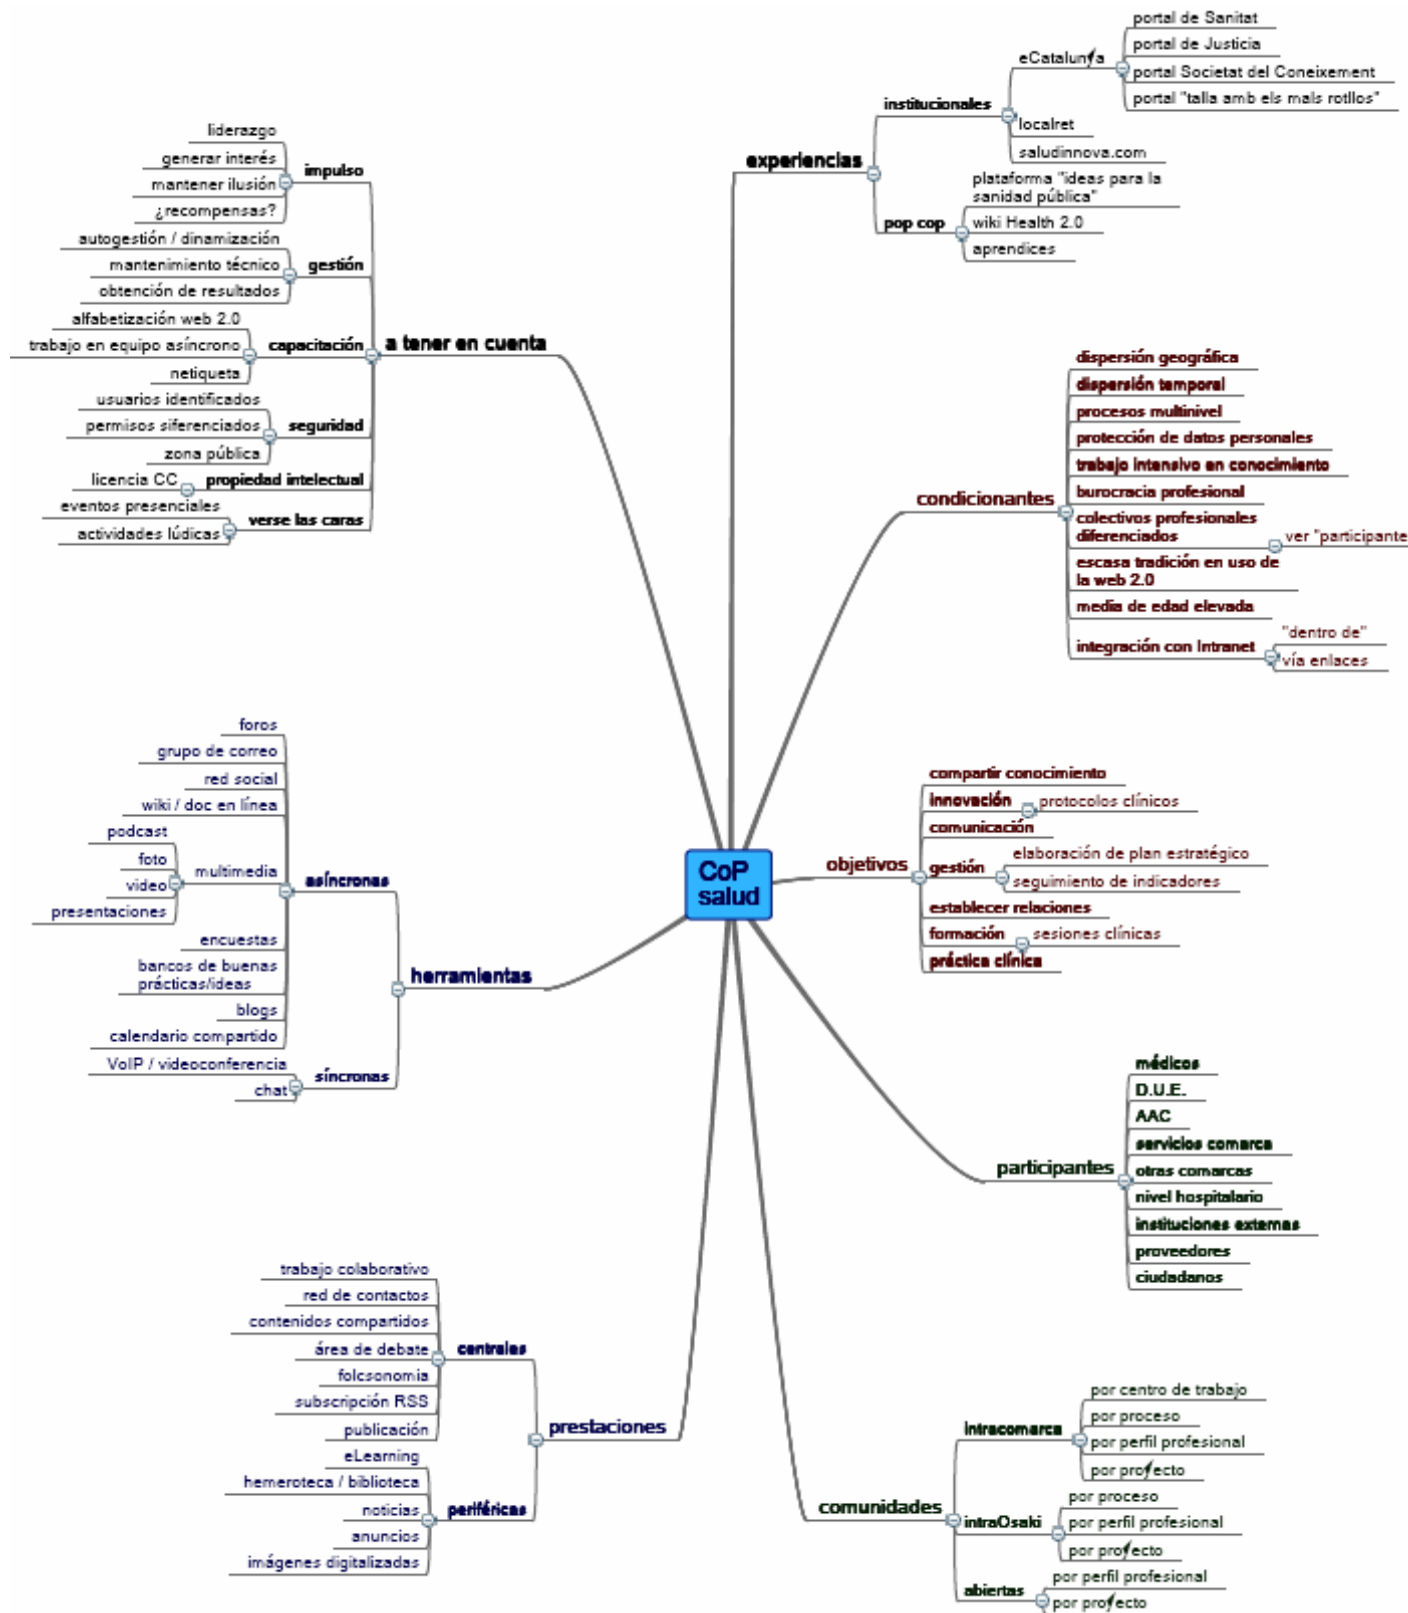 CoP
salud
experiencias
institucionales
eCatalunya
portal de Sanitat
portal de Justicia
portal Societat del Coneixement
portal "talla amb els mals rotllos"
localret
saludinnova.com
pop cop
plataforma "ideas para la
sanidad pública"
wiki Health 2.0
aprendices
condicionantes
dispersión geográfica
dispersión temporal
procesos multinivel
protección de datos personales
trabajo intensivo en conocimiento
burocracia profesional
colectivos profesionales
diferenciados
ver "participante
escasa tradición en uso de
la web 2.0
media de edad elevada
integración con Intranet
"dentro de"
vía enlaces
objetivos
compartir conocimiento
innovación
protocolos clínicos
comunicación
gestión
elaboración de plan estratégico
seguimiento de indicadores
establecer relaciones
formación
sesiones clínicas
práctica clínica
participantes
médicos
D.U.E.
AAC
servicios comarca
otras comarcas
nivel hospitalario
instituciones externas
proveedores
ciudadanos
comunidades
intracomarca
por centro de trabajo
por proceso
por perfil profesional
por proyecto
intraOsaki
por proceso
por perfil profesional
por proyecto
abiertas
por perfil profesional
por proyecto
a tener en cuenta
impulso
liderazgo
generar interés
mantener ilusión
¿recompensas?
gestión
autogestión / dinamización
mantenimiento técnico
obtención de resultados
capacitación
alfabetización web 2.0
trabajo en equipo asíncrono
netiqueta
seguridad
usuarios identificados
permisos siferenciados
zona pública
propiedad intelectual
licencia CC
verse las caras
eventos presenciales
actividades lúdicas
herramientas
asíncronas
foros
grupo de correo
red social
wiki / doc en línea
multimedia
podcast
foto
video
presentaciones
encuestas
bancos de buenas
prácticas/ideas
blogs
calendario compartido
síncronas
VoIP / videoconferencia
chat
prestaciones
centrales
trabajo colaborativo
red de contactos
contenidos compartidos
área de debate
folcsonomia
subscripción RSS
publicación
periféricas
eLearning
hemeroteca / biblioteca
noticias
anuncios
imágenes digitalizadas